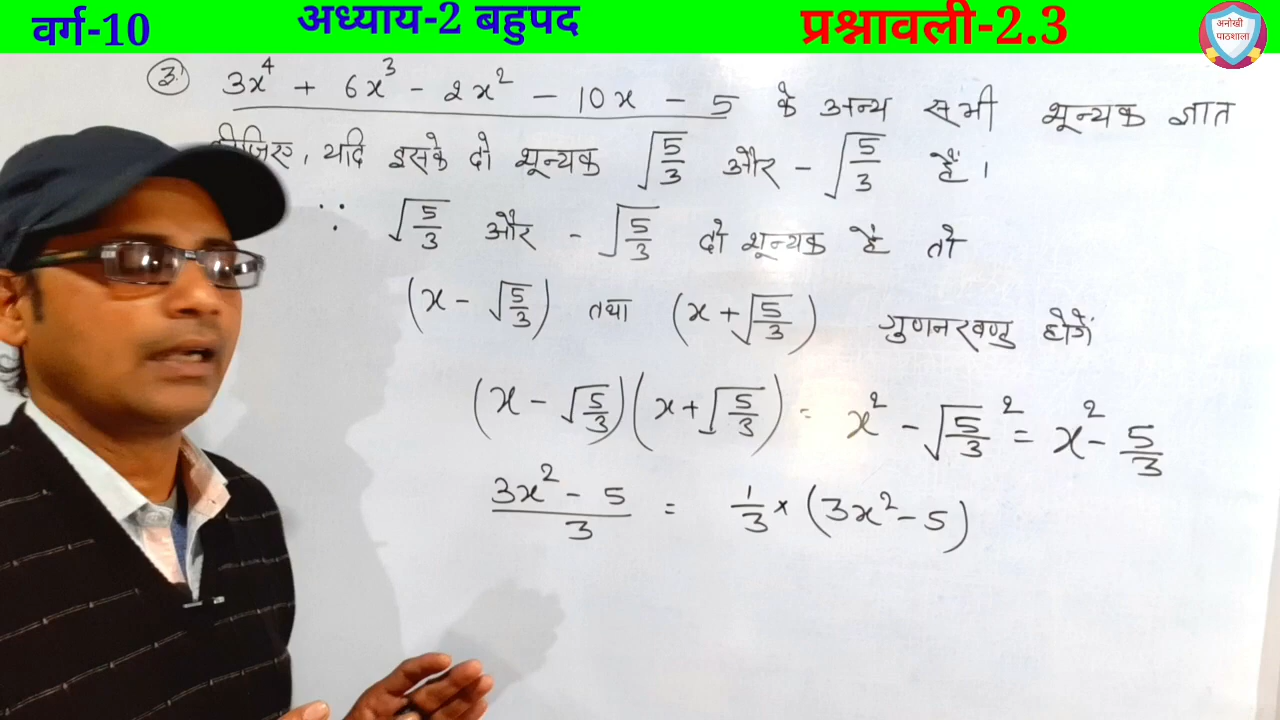 वर्ग-10
अध्याय-2 बहुपद
प्रश्नावली-2.3
अनोखी
पाठशाला
③ 3x⁴ + 6x³ - 2x² - 10x - 5 के अन्य सभी शून्यक ज्ञात
यदि इसके दो शून्यक √5/3 और - √5/3 हैं।
∵ √5/3 और - √5/3 दो शून्यक हैं तो
(x - √5/3) तथा (x + √5/3) गुणनखण्ड होगें
(x - √5/3)(x + √5/3) = x² - √5/3² = x² - 5/3
3x² - 5/3 = 1/3 × (3x² - 5)